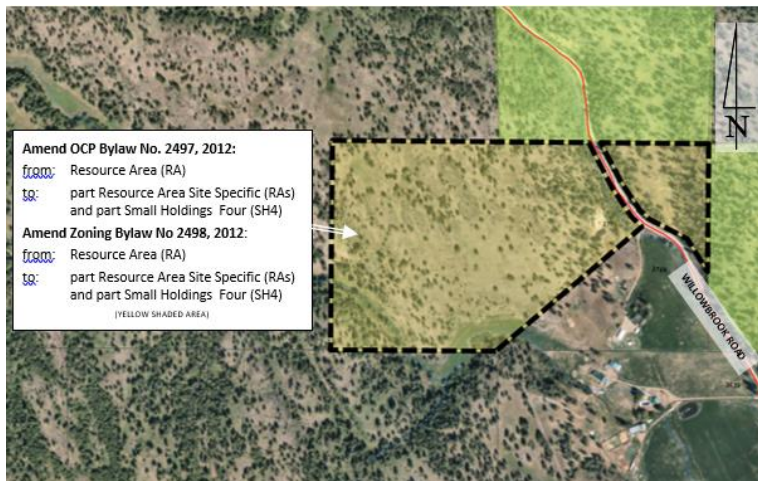 Amend OCP Bylaw No. 2497, 2012:
from: Resource Area (RA)
to: part Resource Area Site Specific (RAs)
and part Small Holdings Four (SH4)
Amend Zoning Bylaw No 2498, 2012:
from: Resource Area (RA)
to: part Resource Area Site Specific (RAs)
and part Small Holdings Four (SH4)
(YELLOW SHADED AREA)
N
WILLOWBROOK ROAD